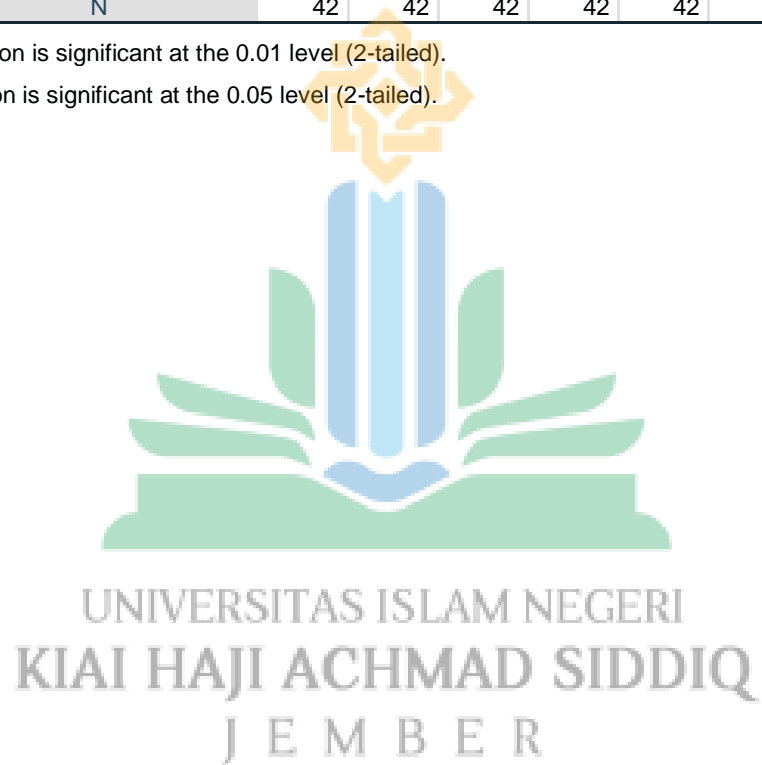 N 42 42 42 42 42
on is significant at the 0.01 level (2-tailed).
on is significant at the 0.05 level (2-tailed).
UNIVERSITAS ISLAM NEGERI
KIAI HAJI ACHMAD SIDDIQ
JEMBER